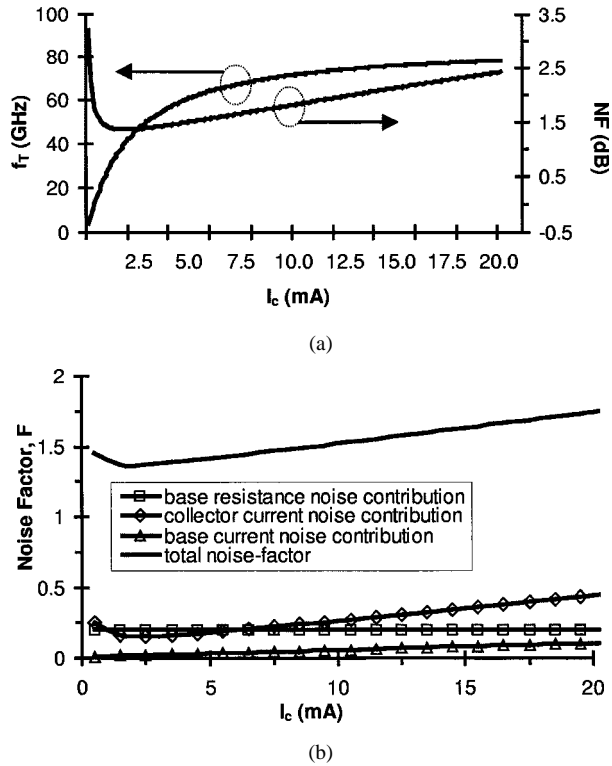 100
80
60
40
20
0
f_T (GHz)
3.5
2.5
1.5
0.5
-0.5
NF (dB)
2.5 5.0 7.5 10.0 12.5 15.0 17.5 20.0
I_c (mA)
(a)
2
1.5
1
0.5
0
Noise Factor, F
base resistance noise contribution
collector current noise contribution
base current noise contribution
total noise-factor
0 5 10 15 20
I_c (mA)
(b)